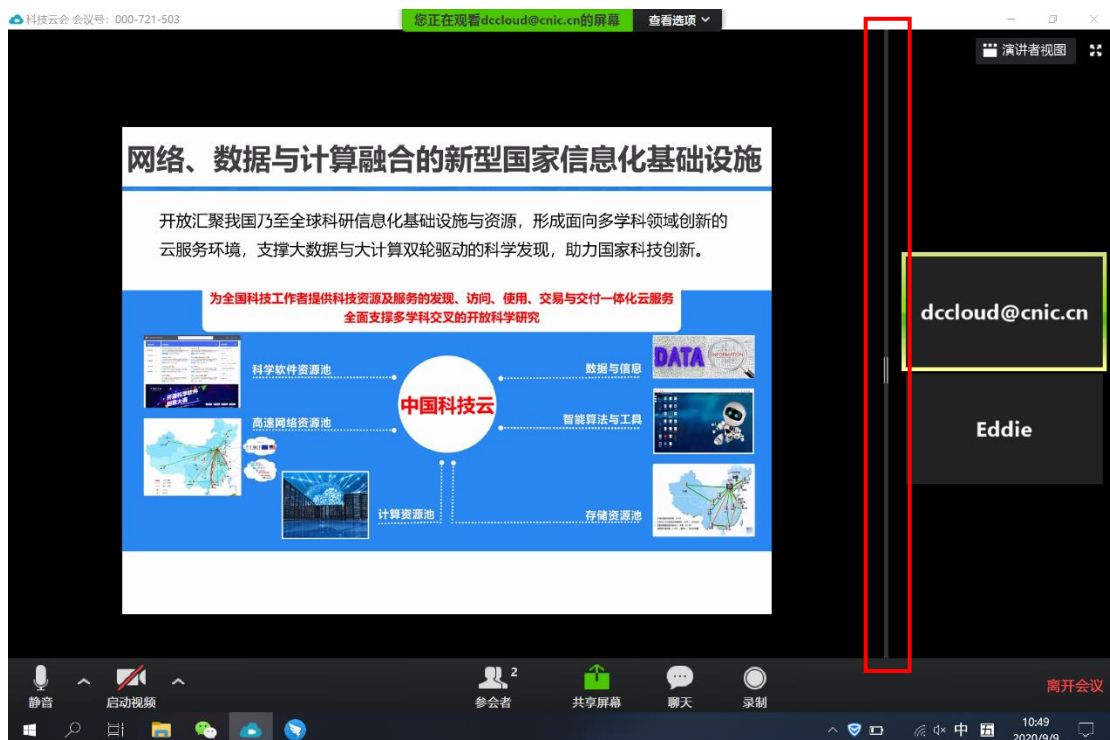 科技云会 会议号：000-721-503
您正在观看dccloud@cnic.cn的屏幕 查看选项
演讲者视图
网络、数据与计算融合的新型国家信息化基础设施
开放汇聚我国乃至全球科研信息化基础设施与资源，形成面向多学科领域创新的
云服务环境，支撑大数据与大计算双轮驱动的科学发现，助力国家科技创新。
为全国科技工作者提供科技资源及服务的发现、访问、使用、交易与交付一体化云服务
全面支撑多学科交叉的开放科学研究
科学软件资源池
数据与信息
DATA
INFORMATION
中国科技云
高速网络资源池
智能算法与工具
计算资源池
存储资源池
dccloud@cnic.cn
Eddie
静音
启动视频
参会者 2
共享屏幕
聊天
录制
离开会议
中
10:49
2020/9/9